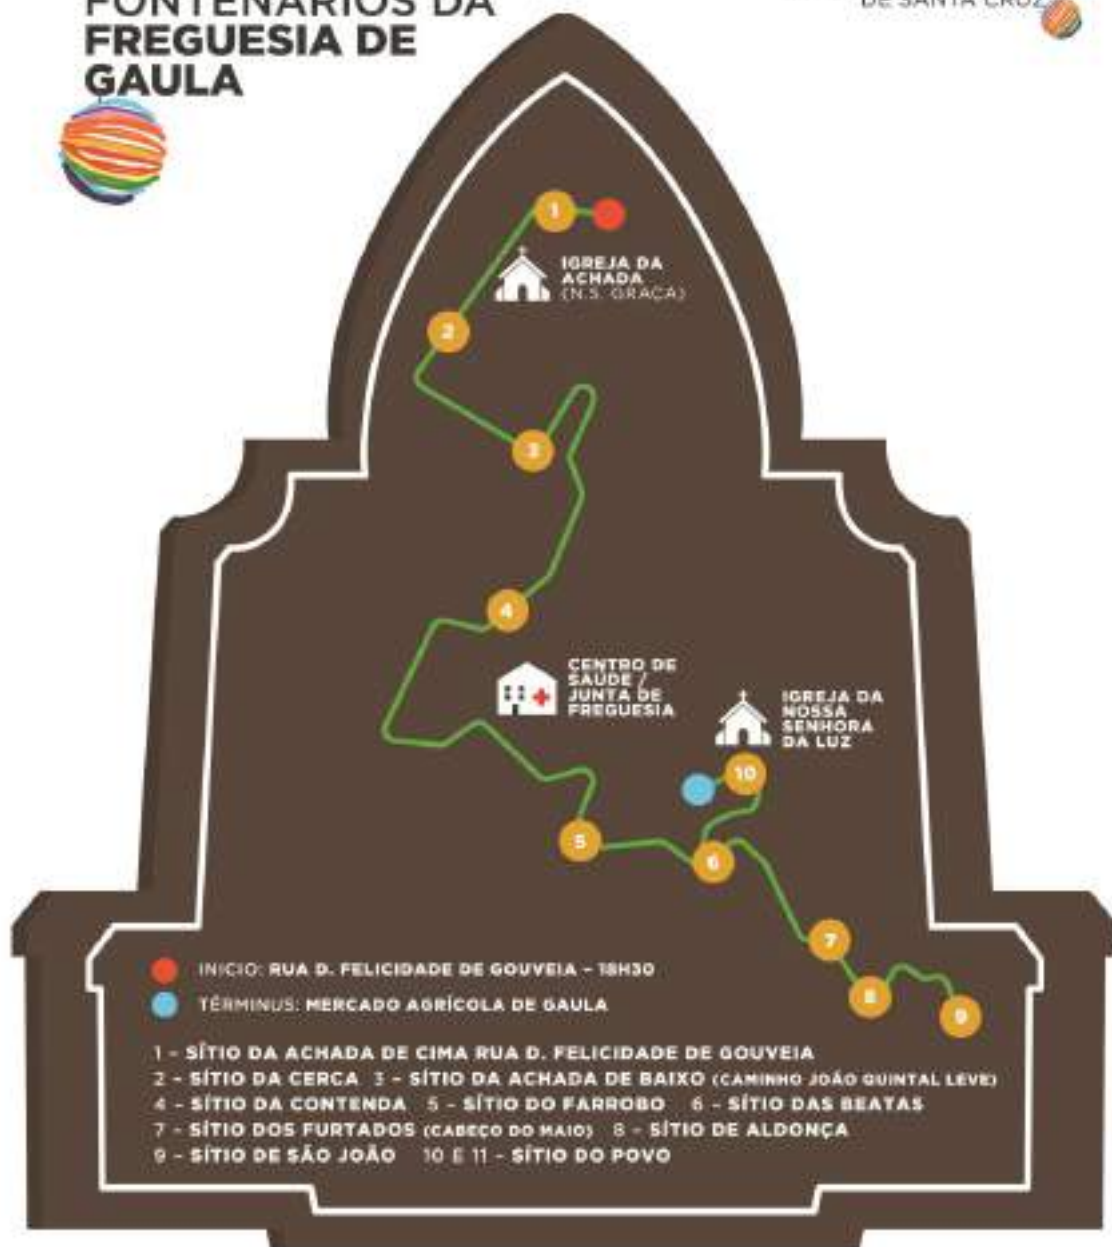 FONTENÁRIOS DA
FREGUESIA DE
GAULA
DE SANTA CRUZ
1
IGREJA DA
ACHADA
(N.S. GRAÇA)
2
3
4
CENTRO DE
SAÚDE /
JUNTA DE
FREGUESIA
IGREJA DA
NOSSA
SENHORA
DA LUZ
10
5
6
7
8
9
INICIO: RUA D. FELICIDADE DE GOUVEIA - 18H30
TÉRMINUS: MERCADO AGRÍCOLA DE GAULA
1 - SÍTIO DA ACHADA DE CIMA RUA D. FELICIDADE DE GOUVEIA
2 - SÍTIO DA CERCA 3 - SÍTIO DA ACHADA DE BAIXO (CAMINHO JOÃO QUINTAL LEVE)
4 - SÍTIO DA CONTENDA 5 - SÍTIO DO FARROBO 6 - SÍTIO DAS BEATAS
7 - SÍTIO DOS FURTADOS (CABEÇO DO MAIO) 8 - SÍTIO DE ALDONÇA
9 - SÍTIO DE SÃO JOÃO 10 E 11 - SÍTIO DO POVO